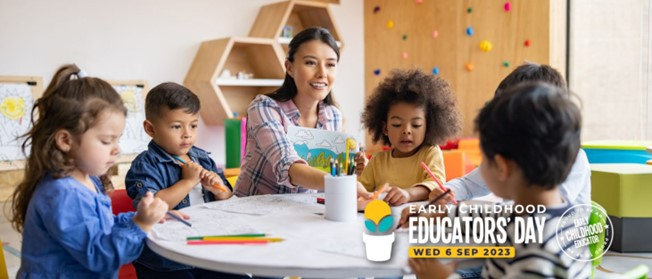 EARLY CHILDHOOD
EDUCATORS' DAY
WED 6 SEP 2023
EARLY
CHILDHOOD
EDUCATOR